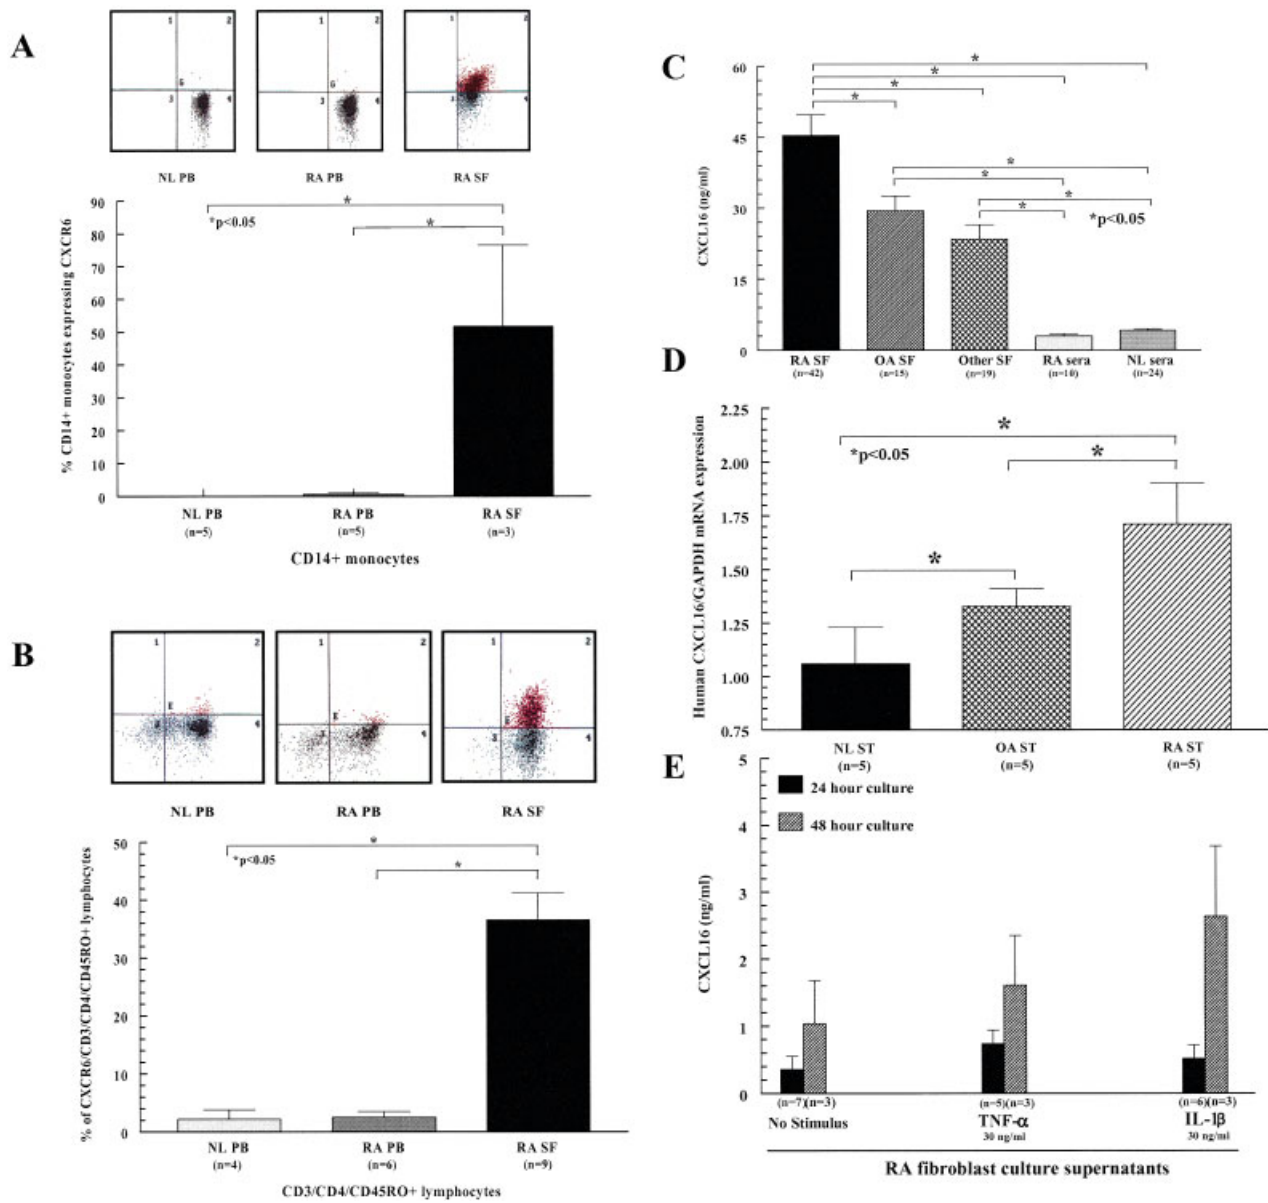 A
1 2
G
3 4
1 2
G
3 4
1 2
3 4
NL PB RA PB RA SF
% CD14+ monocytes expressing CXCR6
90
80
70
60
50
40
30
20
10
0
*p<0.05
*
*
NL PB RA PB RA SF
(n=5) (n=5) (n=3)
CD14+ monocytes
B
1 2
E
3 4
1 2
E
3 4
1 2
E
3 4
NL PB RA PB RA SF
% of CXCR6/CD3/CD4/CD45RO+ lymphocytes
50
40
30
20
10
0
*p<0.05
*
*
NL PB RA PB RA SF
(n=4) (n=6) (n=9)
CD3/CD4/CD45RO+ lymphocytes
C
CXCL16 (ng/ml)
60
45
30
15
0
*
*
*
*
*
*
*
*
*p<0.05
RA SF OA SF Other SF RA sera NL sera
(n=42) (n=15) (n=19) (n=10) (n=24)
D
Human CXCL16/GAPDH mRNA expression
2.25
2.00
1.75
1.50
1.25
1.00
0.75
*
*p<0.05
*
*
NL ST OA ST RA ST
(n=5) (n=5) (n=5)
E
CXCL16 (ng/ml)
5
4
3
2
1
0
24 hour culture
48 hour culture
(n=7)(n=3) (n=5)(n=3) (n=6)(n=3)
No Stimulus TNF-α IL-1β
30 ng/ml 30 ng/ml
RA fibroblast culture supernatants